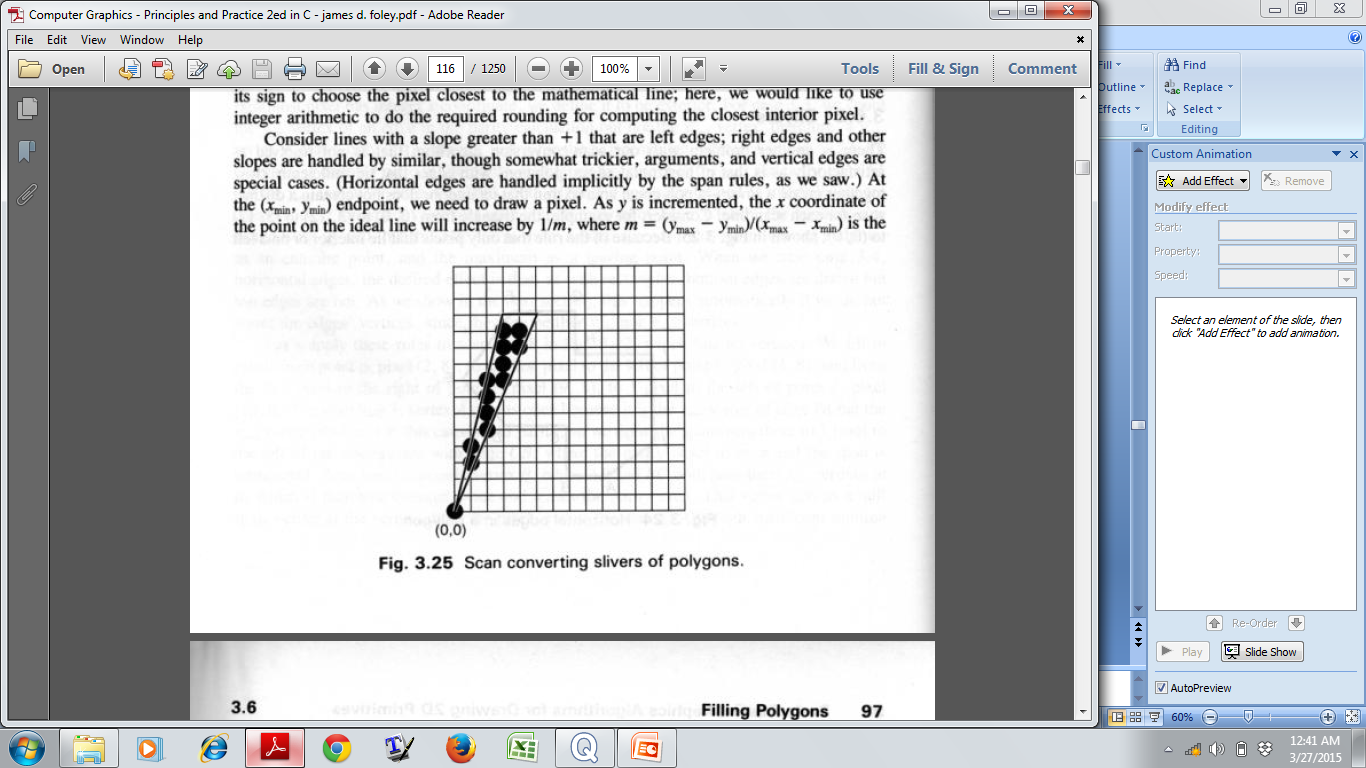 Computer Graphics - Principles and Practice 2ed in C - james d. foley.pdf - Adobe Reader
File Edit View Window Help
Open 116 / 1250 100% Tools Fill & Sign Comment
its sign to choose the pixel closest to the mathematical line; here, we would like to use
integer arithmetic to do the required rounding for computing the closest interior pixel.
Consider lines with a slope greater than +1 that are left edges; right edges and other
slopes are handled by similar, though somewhat trickier, arguments, and vertical edges are
special cases. (Horizontal edges are handled implicitly by the span rules, as we saw.) At
the (xmin, ymin) endpoint, we need to draw a pixel. As y is incremented, the x coordinate of
the point on the ideal line will increase by 1/m, where m = (ymax − ymin)/(xmax − xmin) is the
(0,0)
Fig. 3.25 Scan converting slivers of polygons.
3.6 Filling Polygons 97
Outline
Effects
Find
Replace
Select
Editing
Custom Animation
Add Effect Remove
Modify effect
Start:
Property:
Speed:
Select an element of the slide, then
click "Add Effect" to add animation.
Re-Order
Play Slide Show
AutoPreview
60%
12:41 AM
3/27/2015